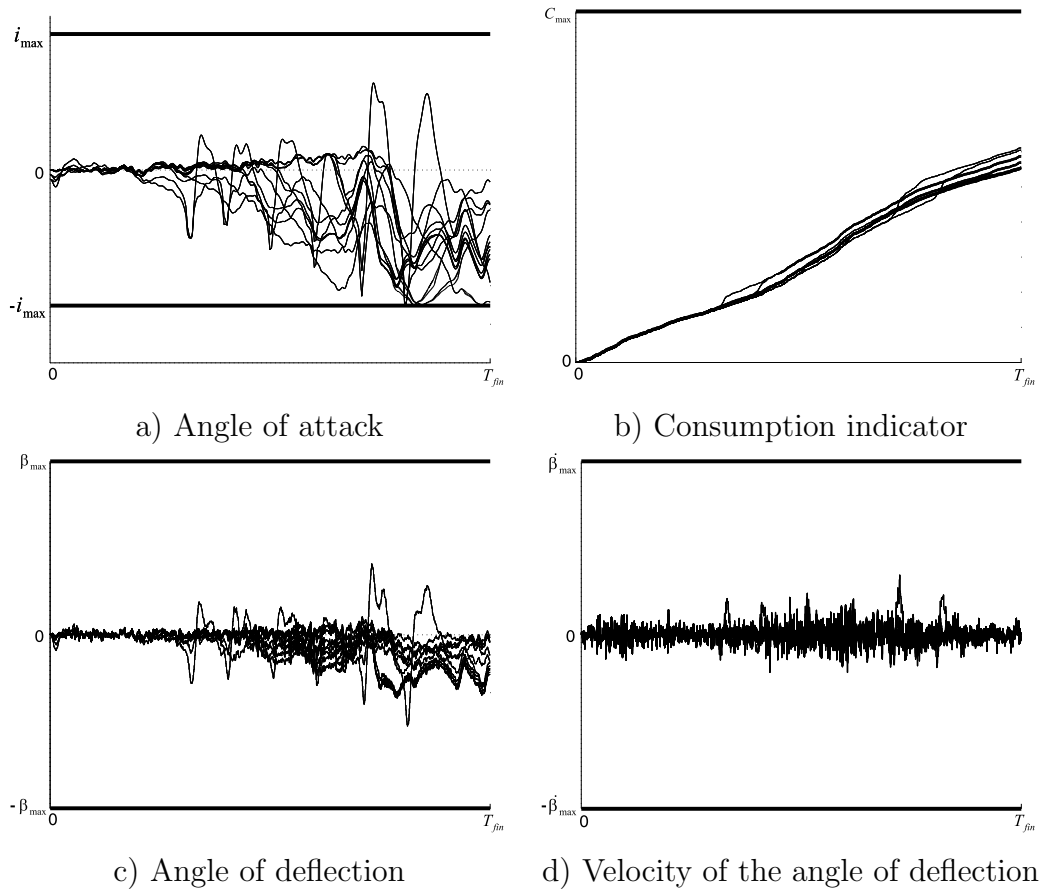 i_max
0
-i_max
0
T_fin
a) Angle of attack
C_max
0
0
T_fin
b) Consumption indicator
β_max
0
-β_max
0
T_fin
c) Angle of deflection
β̇_max
0
-β̇_max
0
T_fin
d) Velocity of the angle of deflection